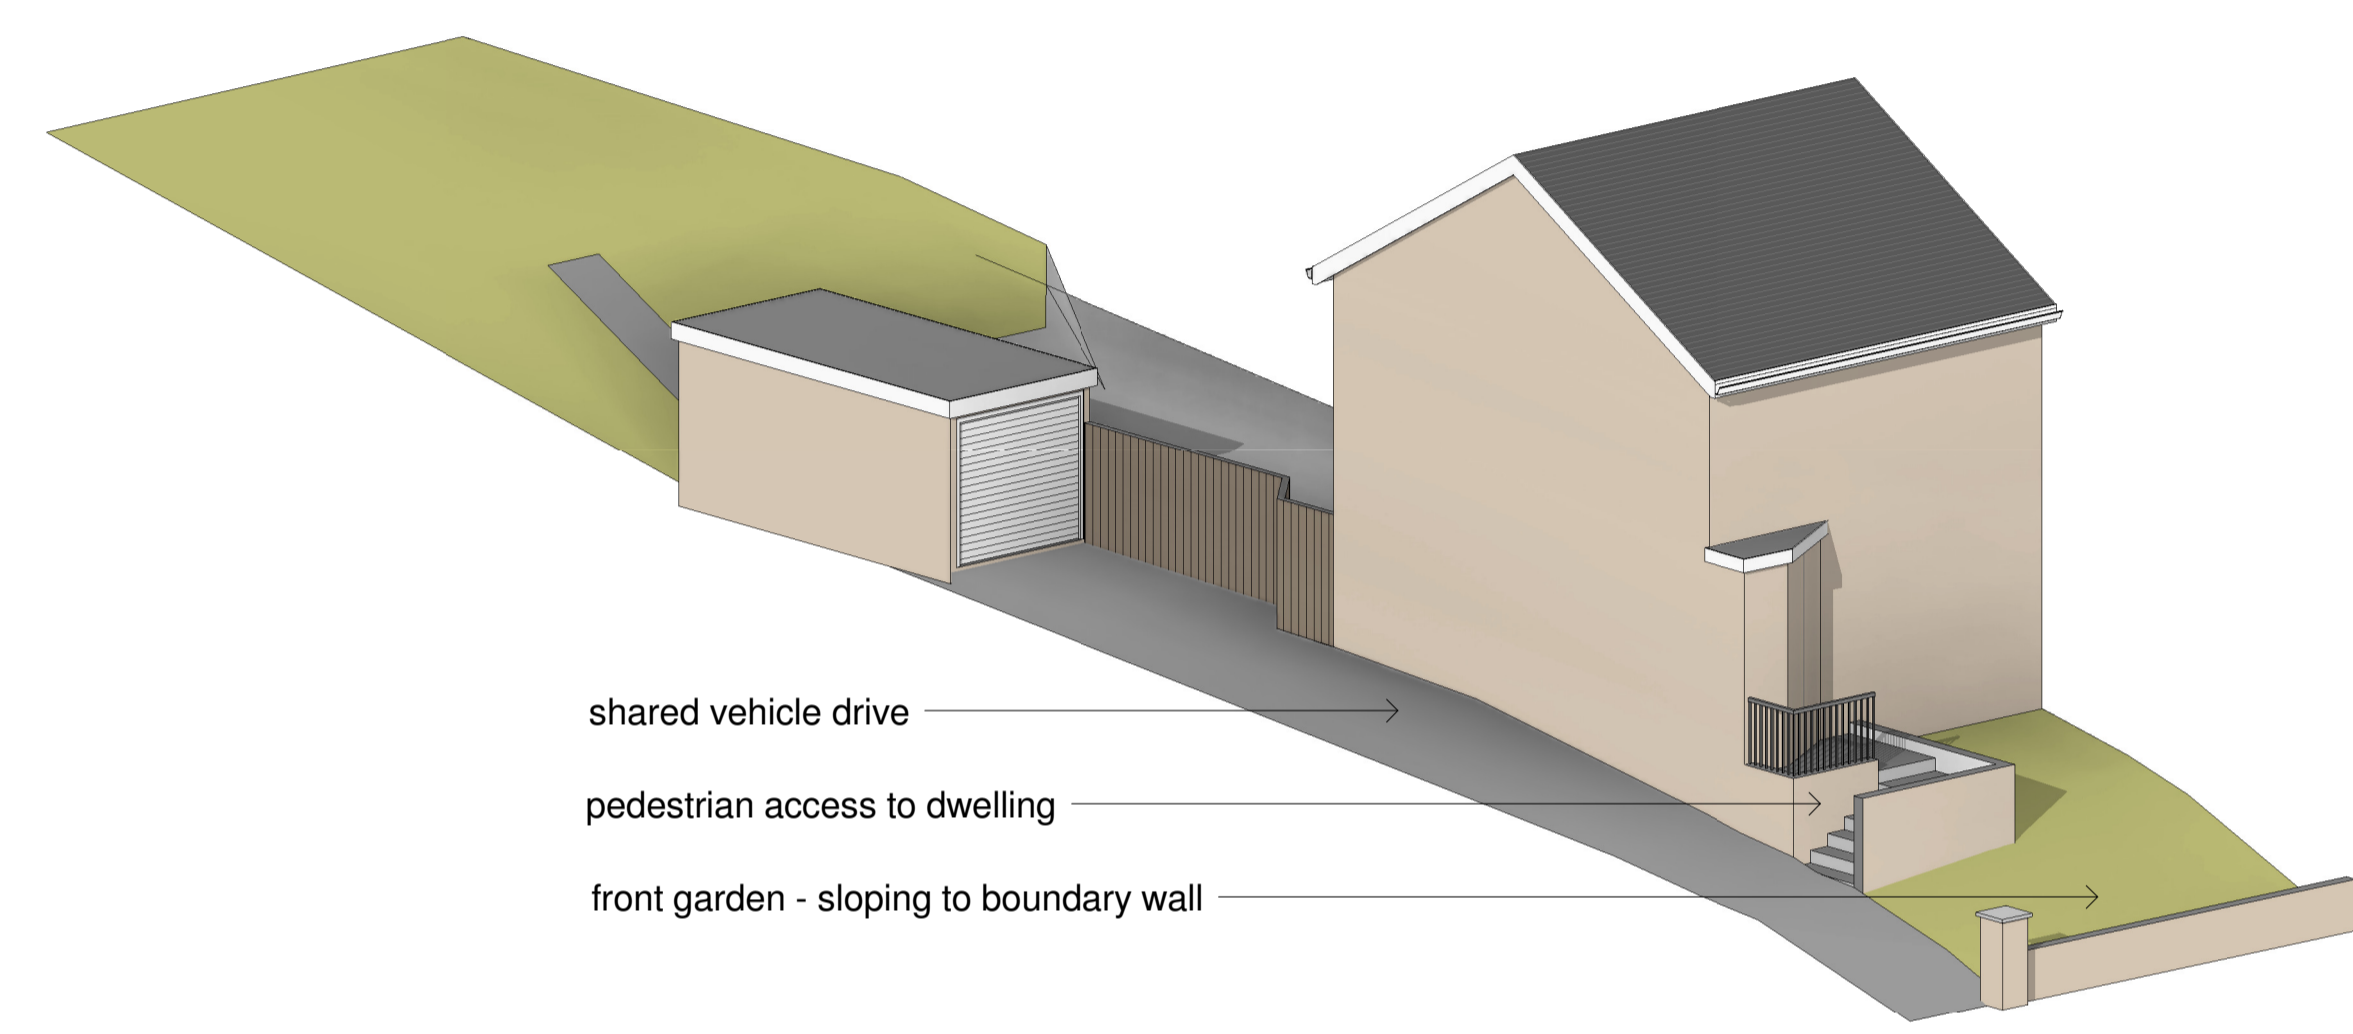 shared vehicle drive
pedestrian access to dwelling
front garden - sloping to boundary wall